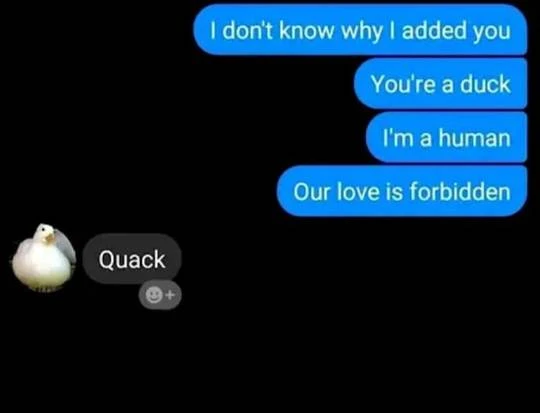 I don't know why I added you
You're a duck
I'm a human
Our love is forbidden
Quack